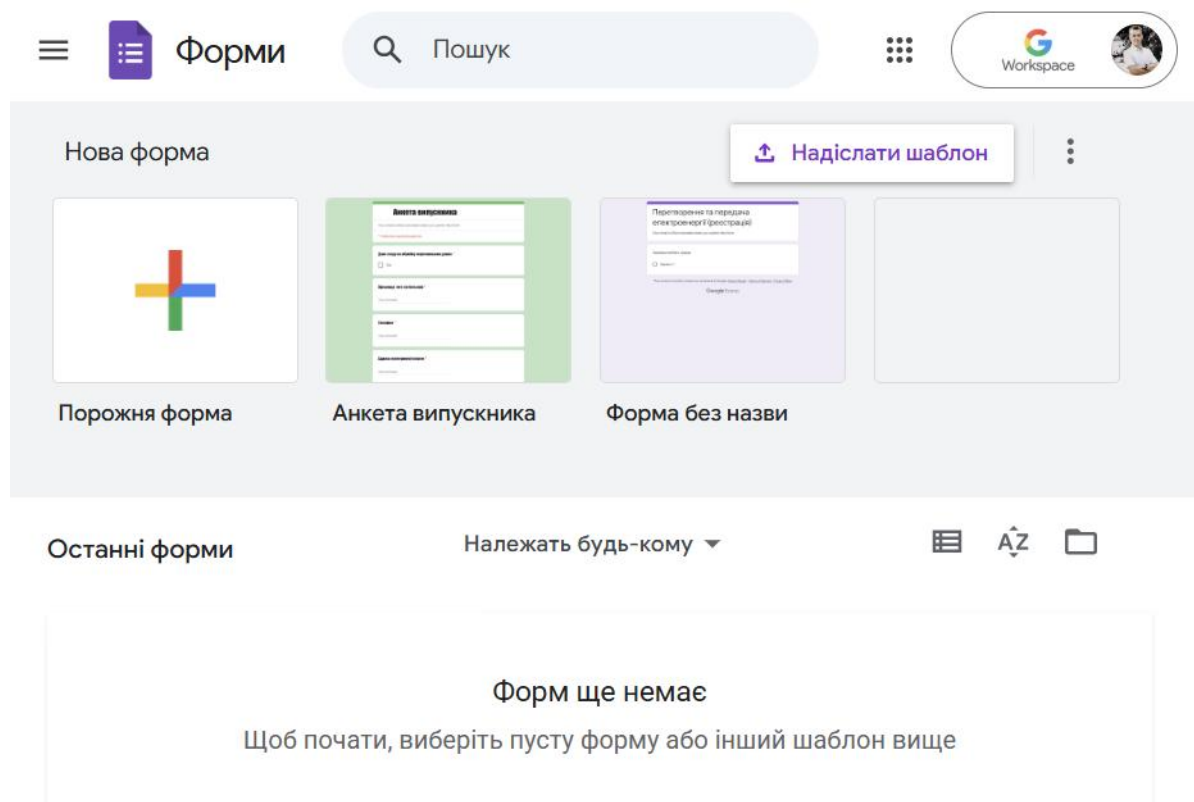 Форми
Пошук
Workspace
Нова форма
Надіслати шаблон
Анкета випускника
Перетворення та передача
електроенергії (реєстрація)
Порожня форма
Анкета випускника
Форма без назви
Останні форми
Належать будь-кому
AZ
Форм ще немає
Щоб почати, виберіть пусту форму або інший шаблон вище